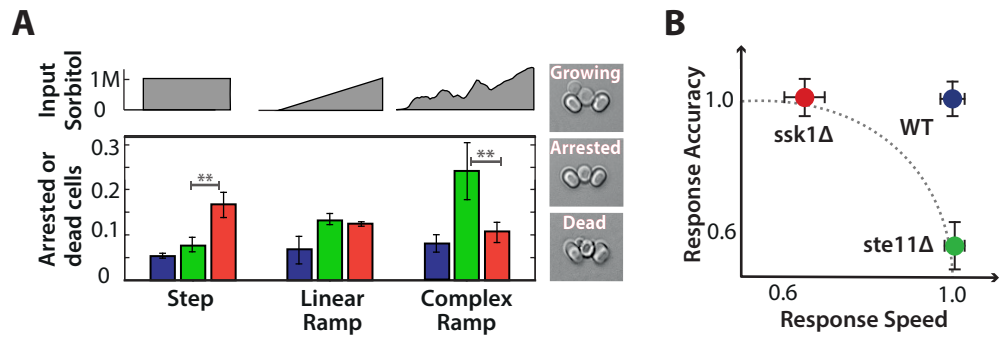 A
Input
Sorbitol
1M
0
Growing
Arrested or
dead cells
0.3
0.2
0.1
0
**
**
Arrested
Dead
Step
Linear
Ramp
Complex
Ramp
B
Response Accuracy
1.0
0.6
ssk1Δ
WT
ste11Δ
0.6
1.0
Response Speed